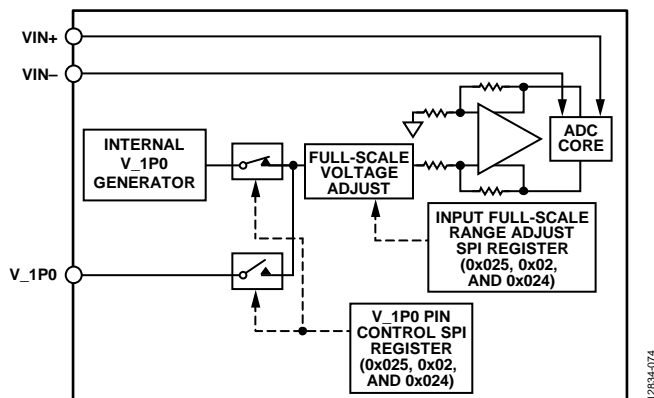 VIN+
VIN–
INTERNAL
V_1P0
GENERATOR
FULL-SCALE
VOLTAGE
ADJUST
ADC
CORE
INPUT FULL-SCALE
RANGE ADJUST
SPI REGISTER
(0x025, 0x02,
AND 0x024)
V_1P0
V_1P0 PIN
CONTROL SPI
REGISTER
(0x025, 0x02,
AND 0x024)
12834-074